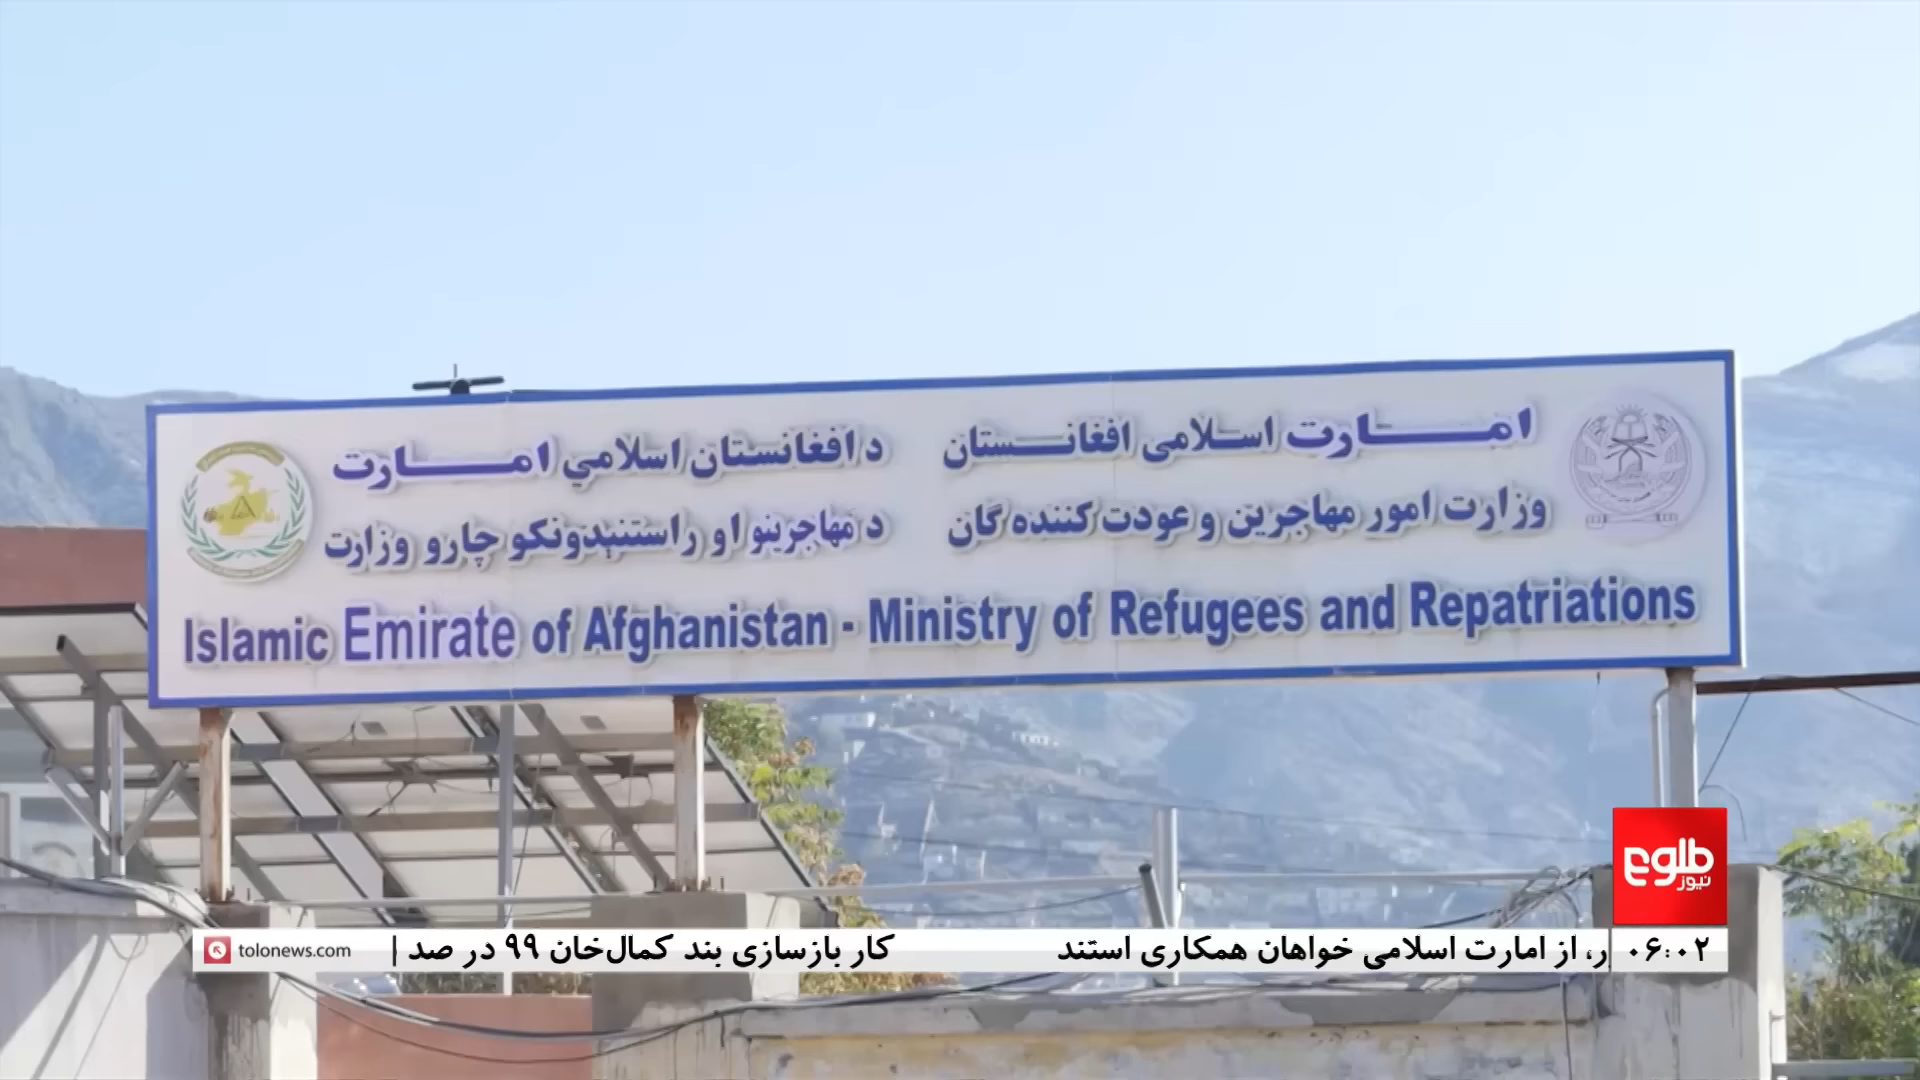 امارت اسلامی افغانستان
وزارت امور مهاجرین و عودت کننده گان
د افغانستان اسلامي امارت
د مهاجرینو او راستنېدونکو چارو وزارت
Islamic Emirate of Afghanistan - Ministry of Refugees and Repatriations
طلوع
نیوز
۰۶:۰۲
ر، از امارت اسلامی خواهان همکاری استند
کار بازسازی بند کمال‌خان ۹۹ در صد
tolonews.com